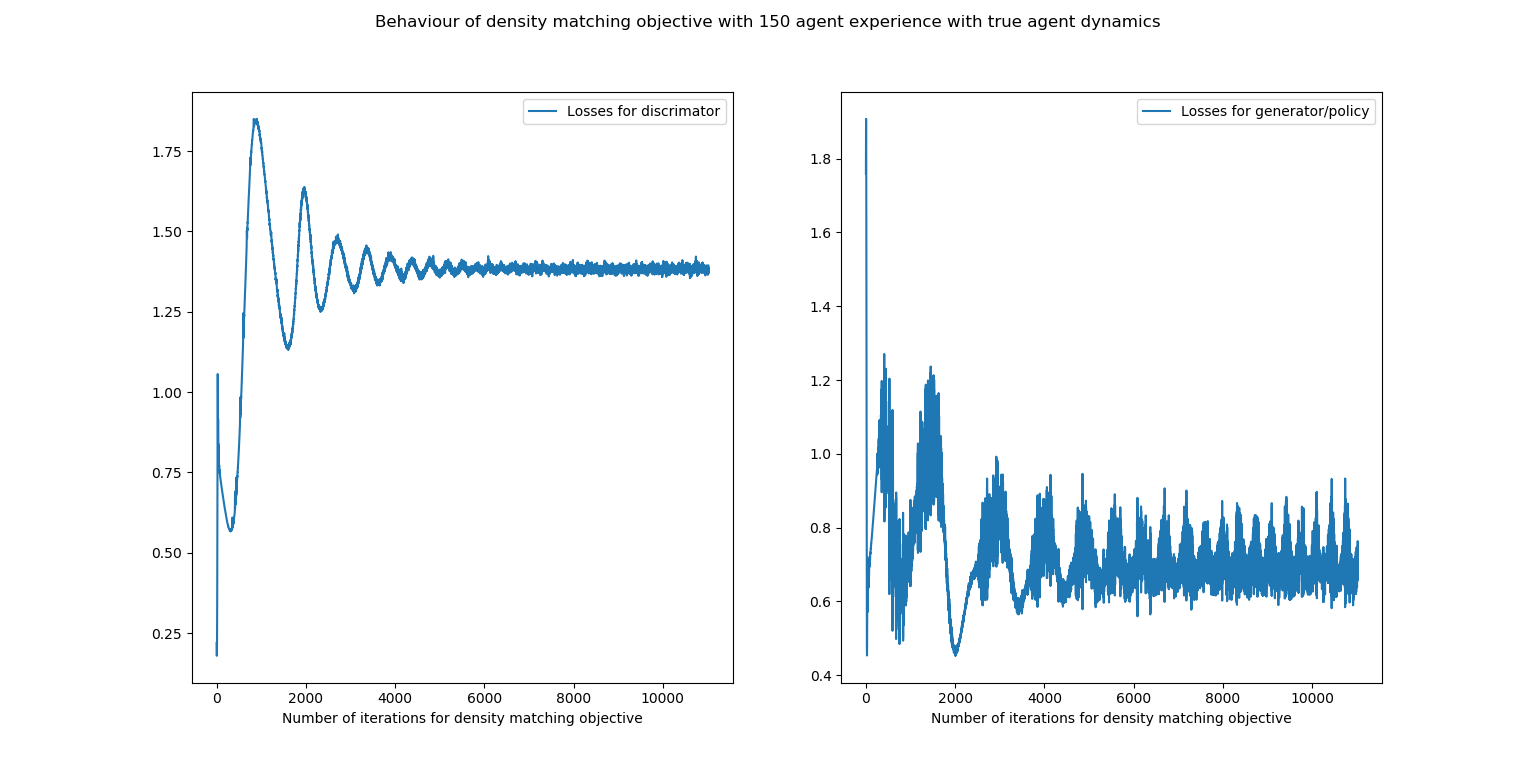 Behaviour of density matching objective with 150 agent experience with true agent dynamics
Losses for discrimator
1.75
1.50
1.25
1.00
0.75
0.50
0.25
0 2000 4000 6000 8000 10000
Number of iterations for density matching objective
Losses for generator/policy
1.8
1.6
1.4
1.2
1.0
0.8
0.6
0.4
0 2000 4000 6000 8000 10000
Number of iterations for density matching objective